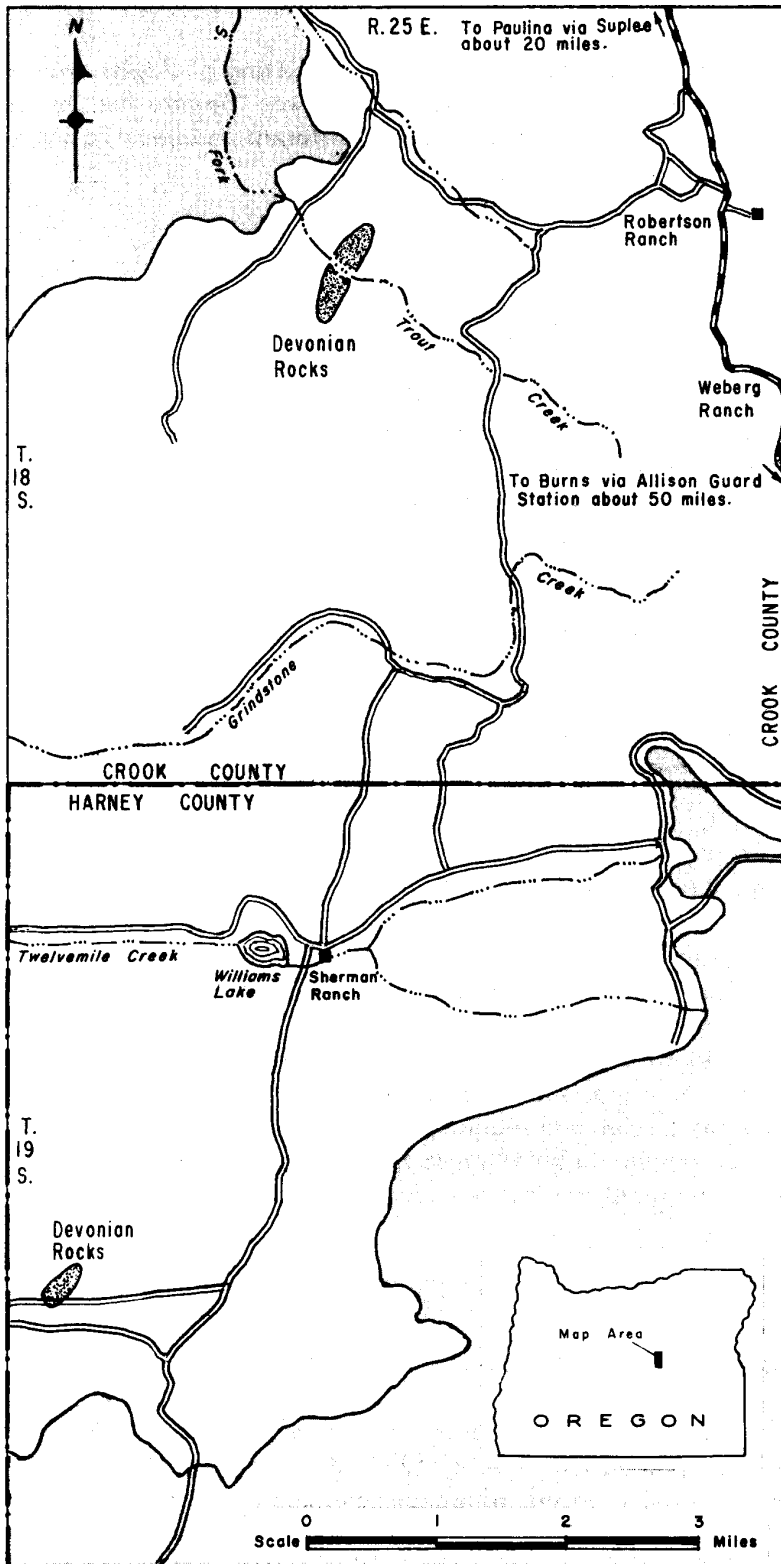 N
S.
Fork
R. 25 E.
To Paulina via Suplee
about 20 miles.
Robertson
Ranch
Devonian
Rocks
Trout
Creek
Weberg
Ranch
T.
18
S.
To Burns via Allison Guard
Station about 50 miles.
Creek
Grindstone
CROOK COUNTY
CROOK COUNTY
HARNEY COUNTY
Twelvemile Creek
Williams
Lake
Sherman
Ranch
T.
19
S.
Devonian
Rocks
Map Area
OREGON
0 1 2 3
Scale Miles